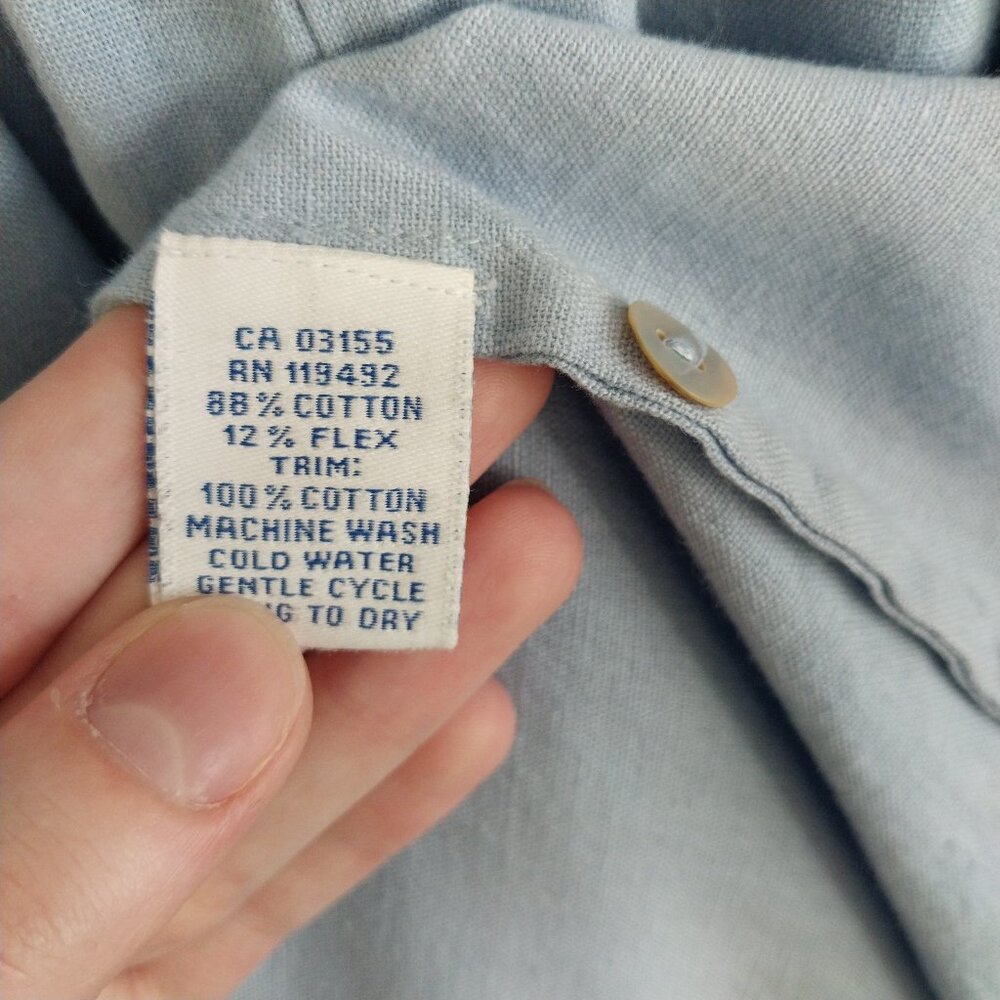 CA 03155
RN 119492
88% COTTON
12% FLEX
TRIM:
100% COTTON
MACHINE WASH
COLD WATER
GENTLE CYCLE
TO DRY